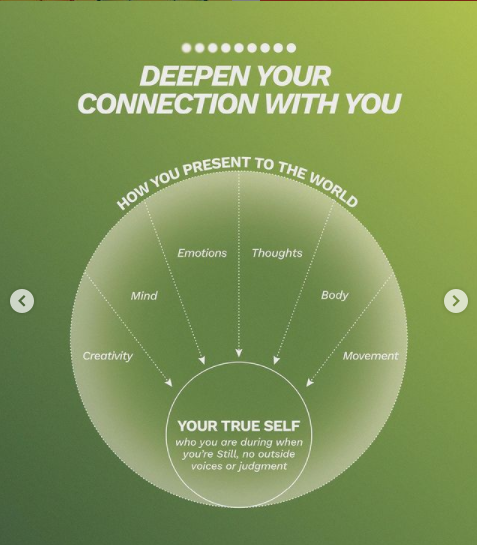 DEEPEN YOUR
CONNECTION WITH YOU
HOW YOU PRESENT TO THE WORLD
Emotions
Thoughts
Mind
Body
Creativity
Movement
YOUR TRUE SELF
who you are during when
you're Still, no outside
voices or judgment